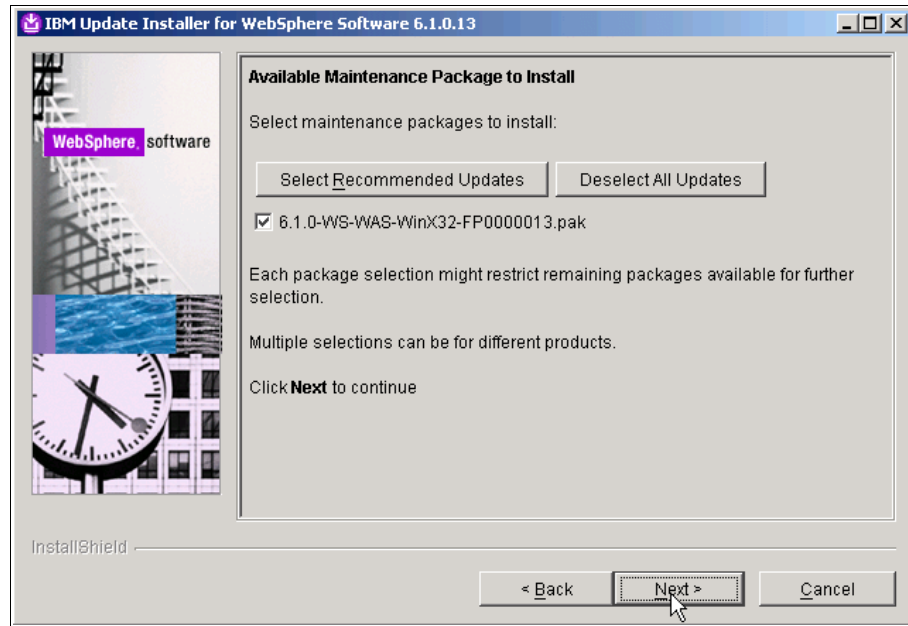 IBM Update Installer for WebSphere Software 6.1.0.13
WebSphere. software
Available Maintenance Package to Install
Select maintenance packages to install:
Select Recommended Updates
Deselect All Updates
6.1.0-WS-WAS-WinX32-FP0000013.pak
Each package selection might restrict remaining packages available for further
selection.
Multiple selections can be for different products.
Click Next to continue
InstallShield
< Back
Next >
Cancel